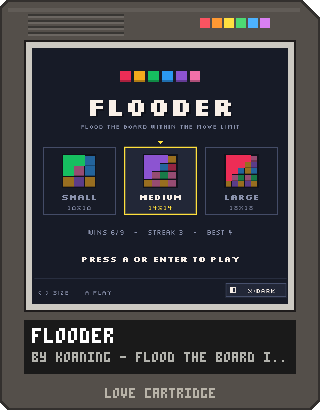 FLOODER
FLOOD THE BOARD WITHIN THE MOVE LIMIT
SMALL
MEDIUM
LARGE
10X10
14X14
18X18
WINS 6/9 - STREAK 3 - BEST 4
PRESS A OR ENTER TO PLAY
SIZE
A PLAY
X:DARK
FLOODER
BY KOANING - FLOOD THE BOARD I..
LOVE CARTRIDGE